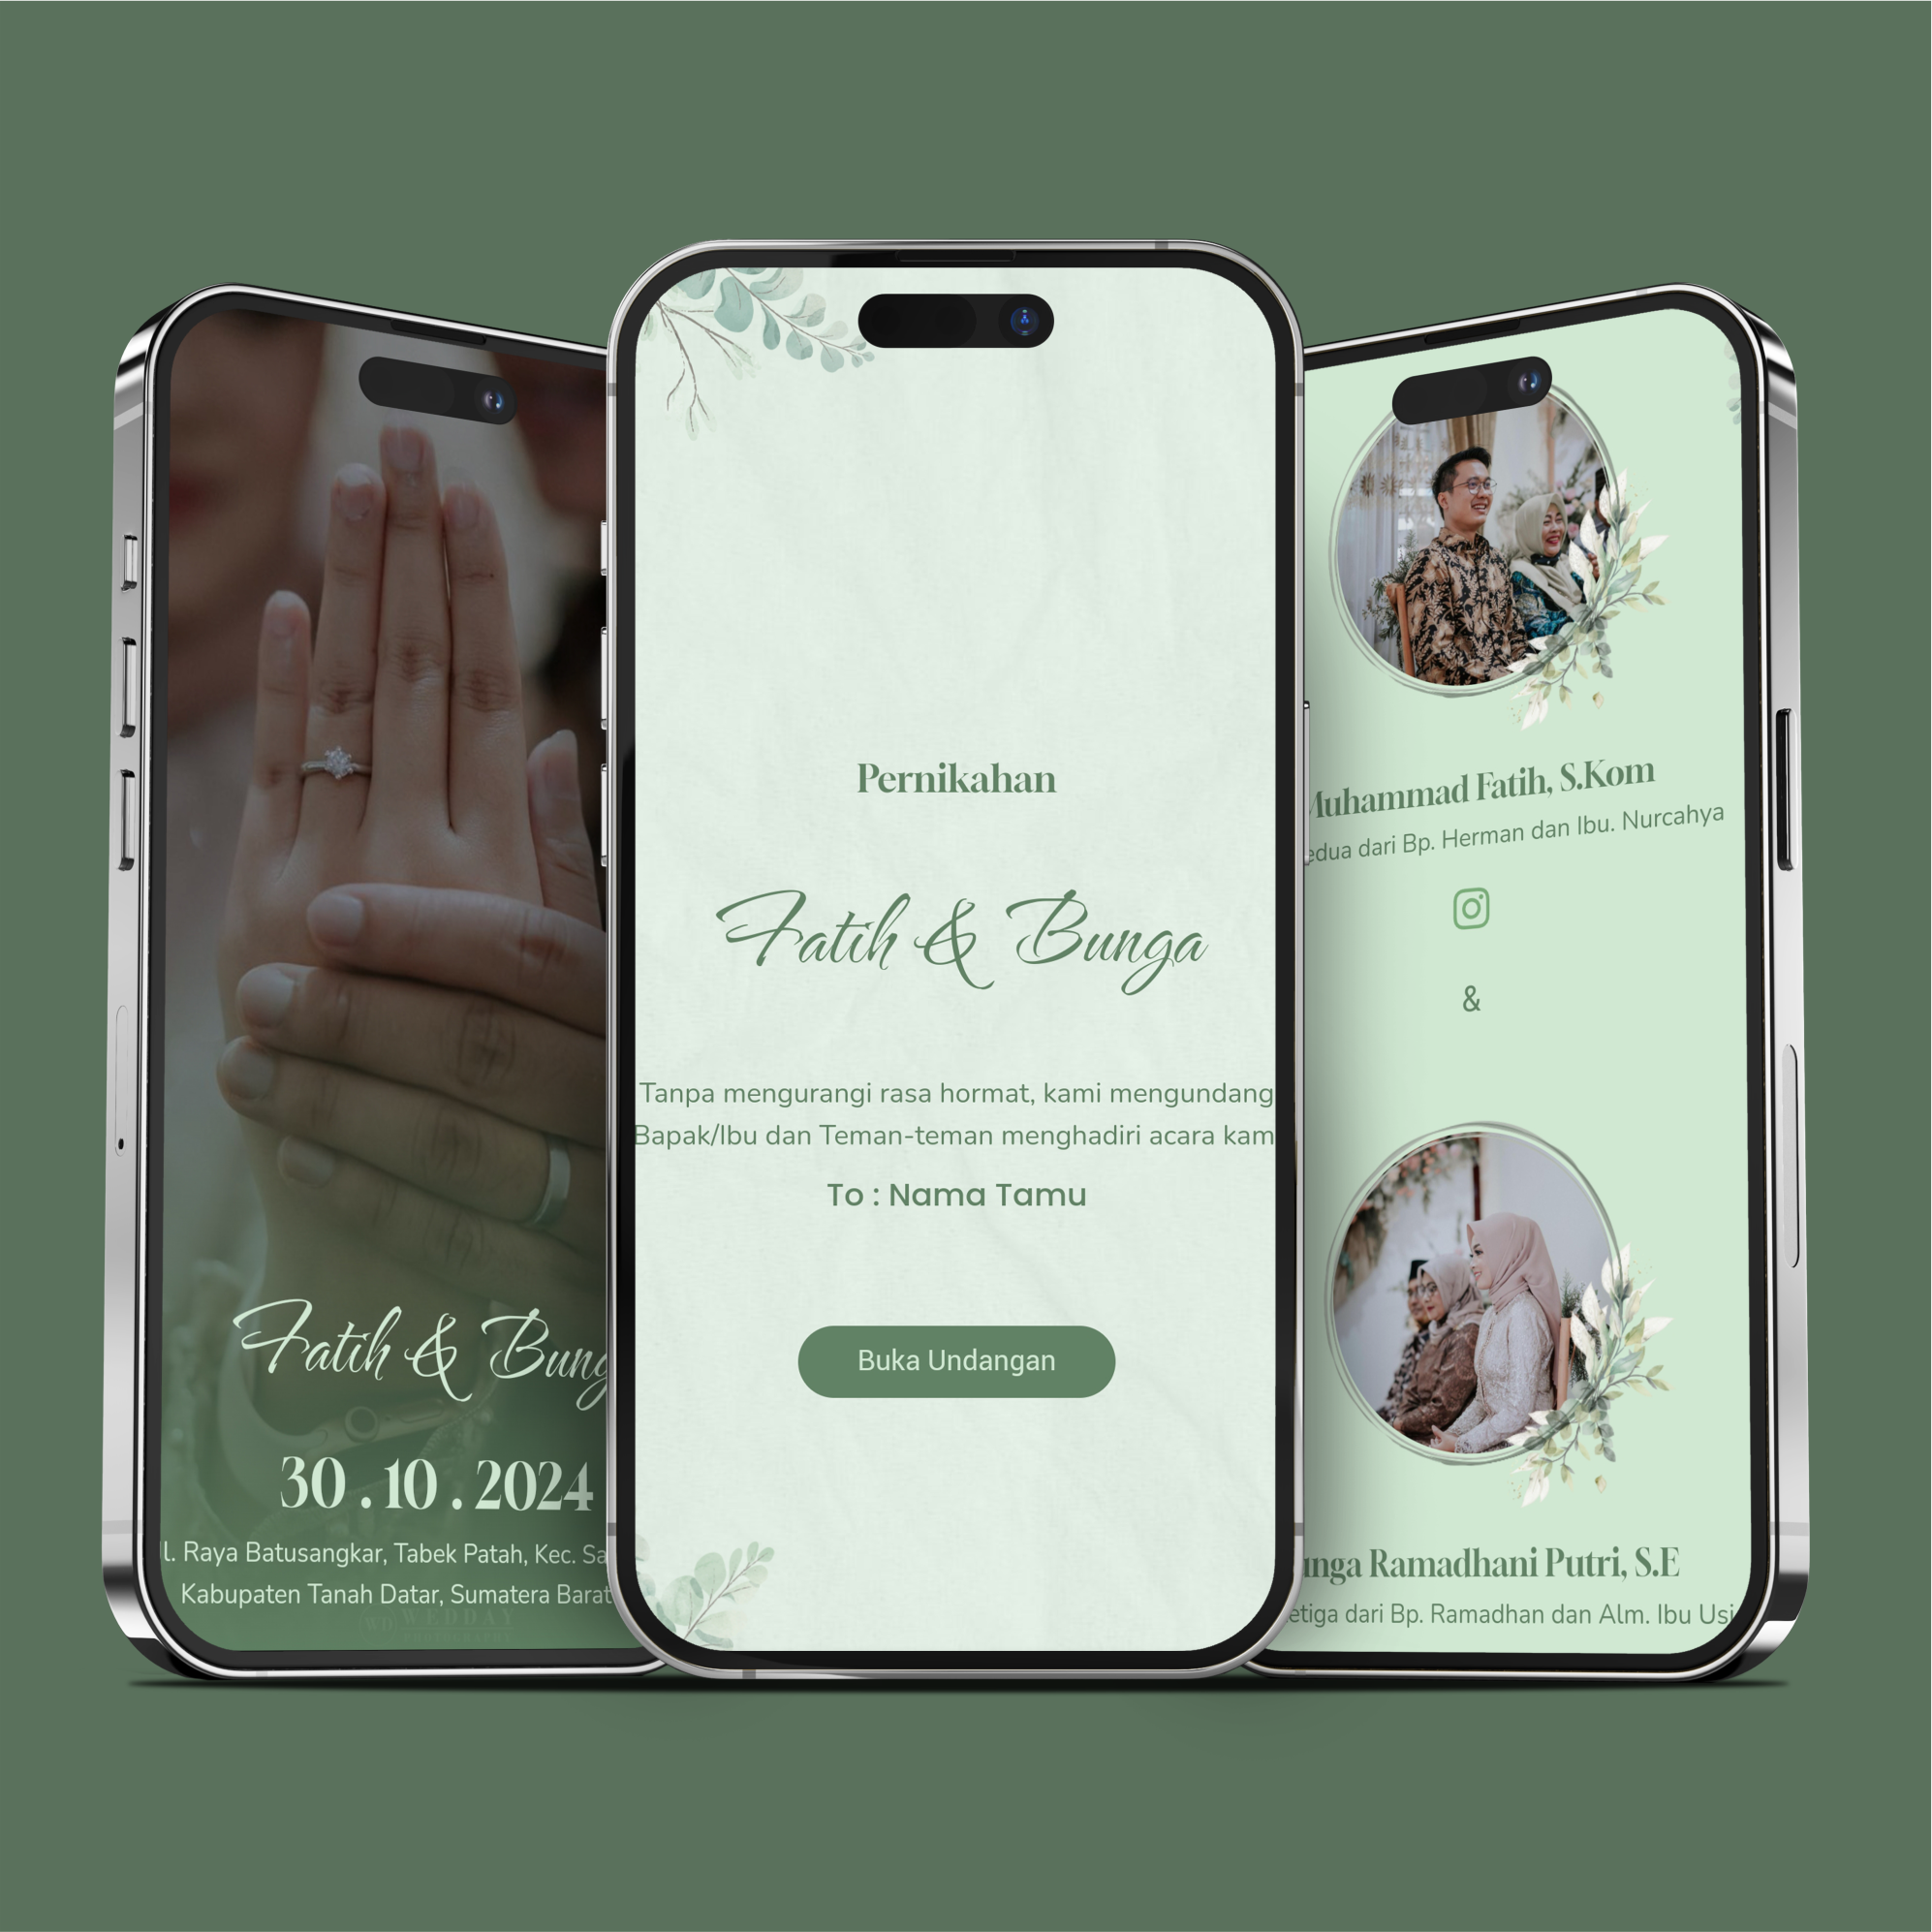 Fatih & Bung
30 . 10 . 2024
l. Raya Batusangkar, Tabek Patah, Kec. Sa
Kabupaten Tanah Datar, Sumatera Barat
WD WEDDAY
Pernikahan
Fatih & Bunga
Tanpa mengurangi rasa hormat, kami mengundang
Bapak/Ibu dan Teman-teman menghadiri acara kam
To : Nama Tamu
Buka Undangan
Muhammad Fatih, S.Kom
edua dari Bp. Herman dan Ibu. Nurcahya
&
unga Ramadhani Putri, S.E
etiga dari Bp. Ramadhan dan Alm. Ibu Usi